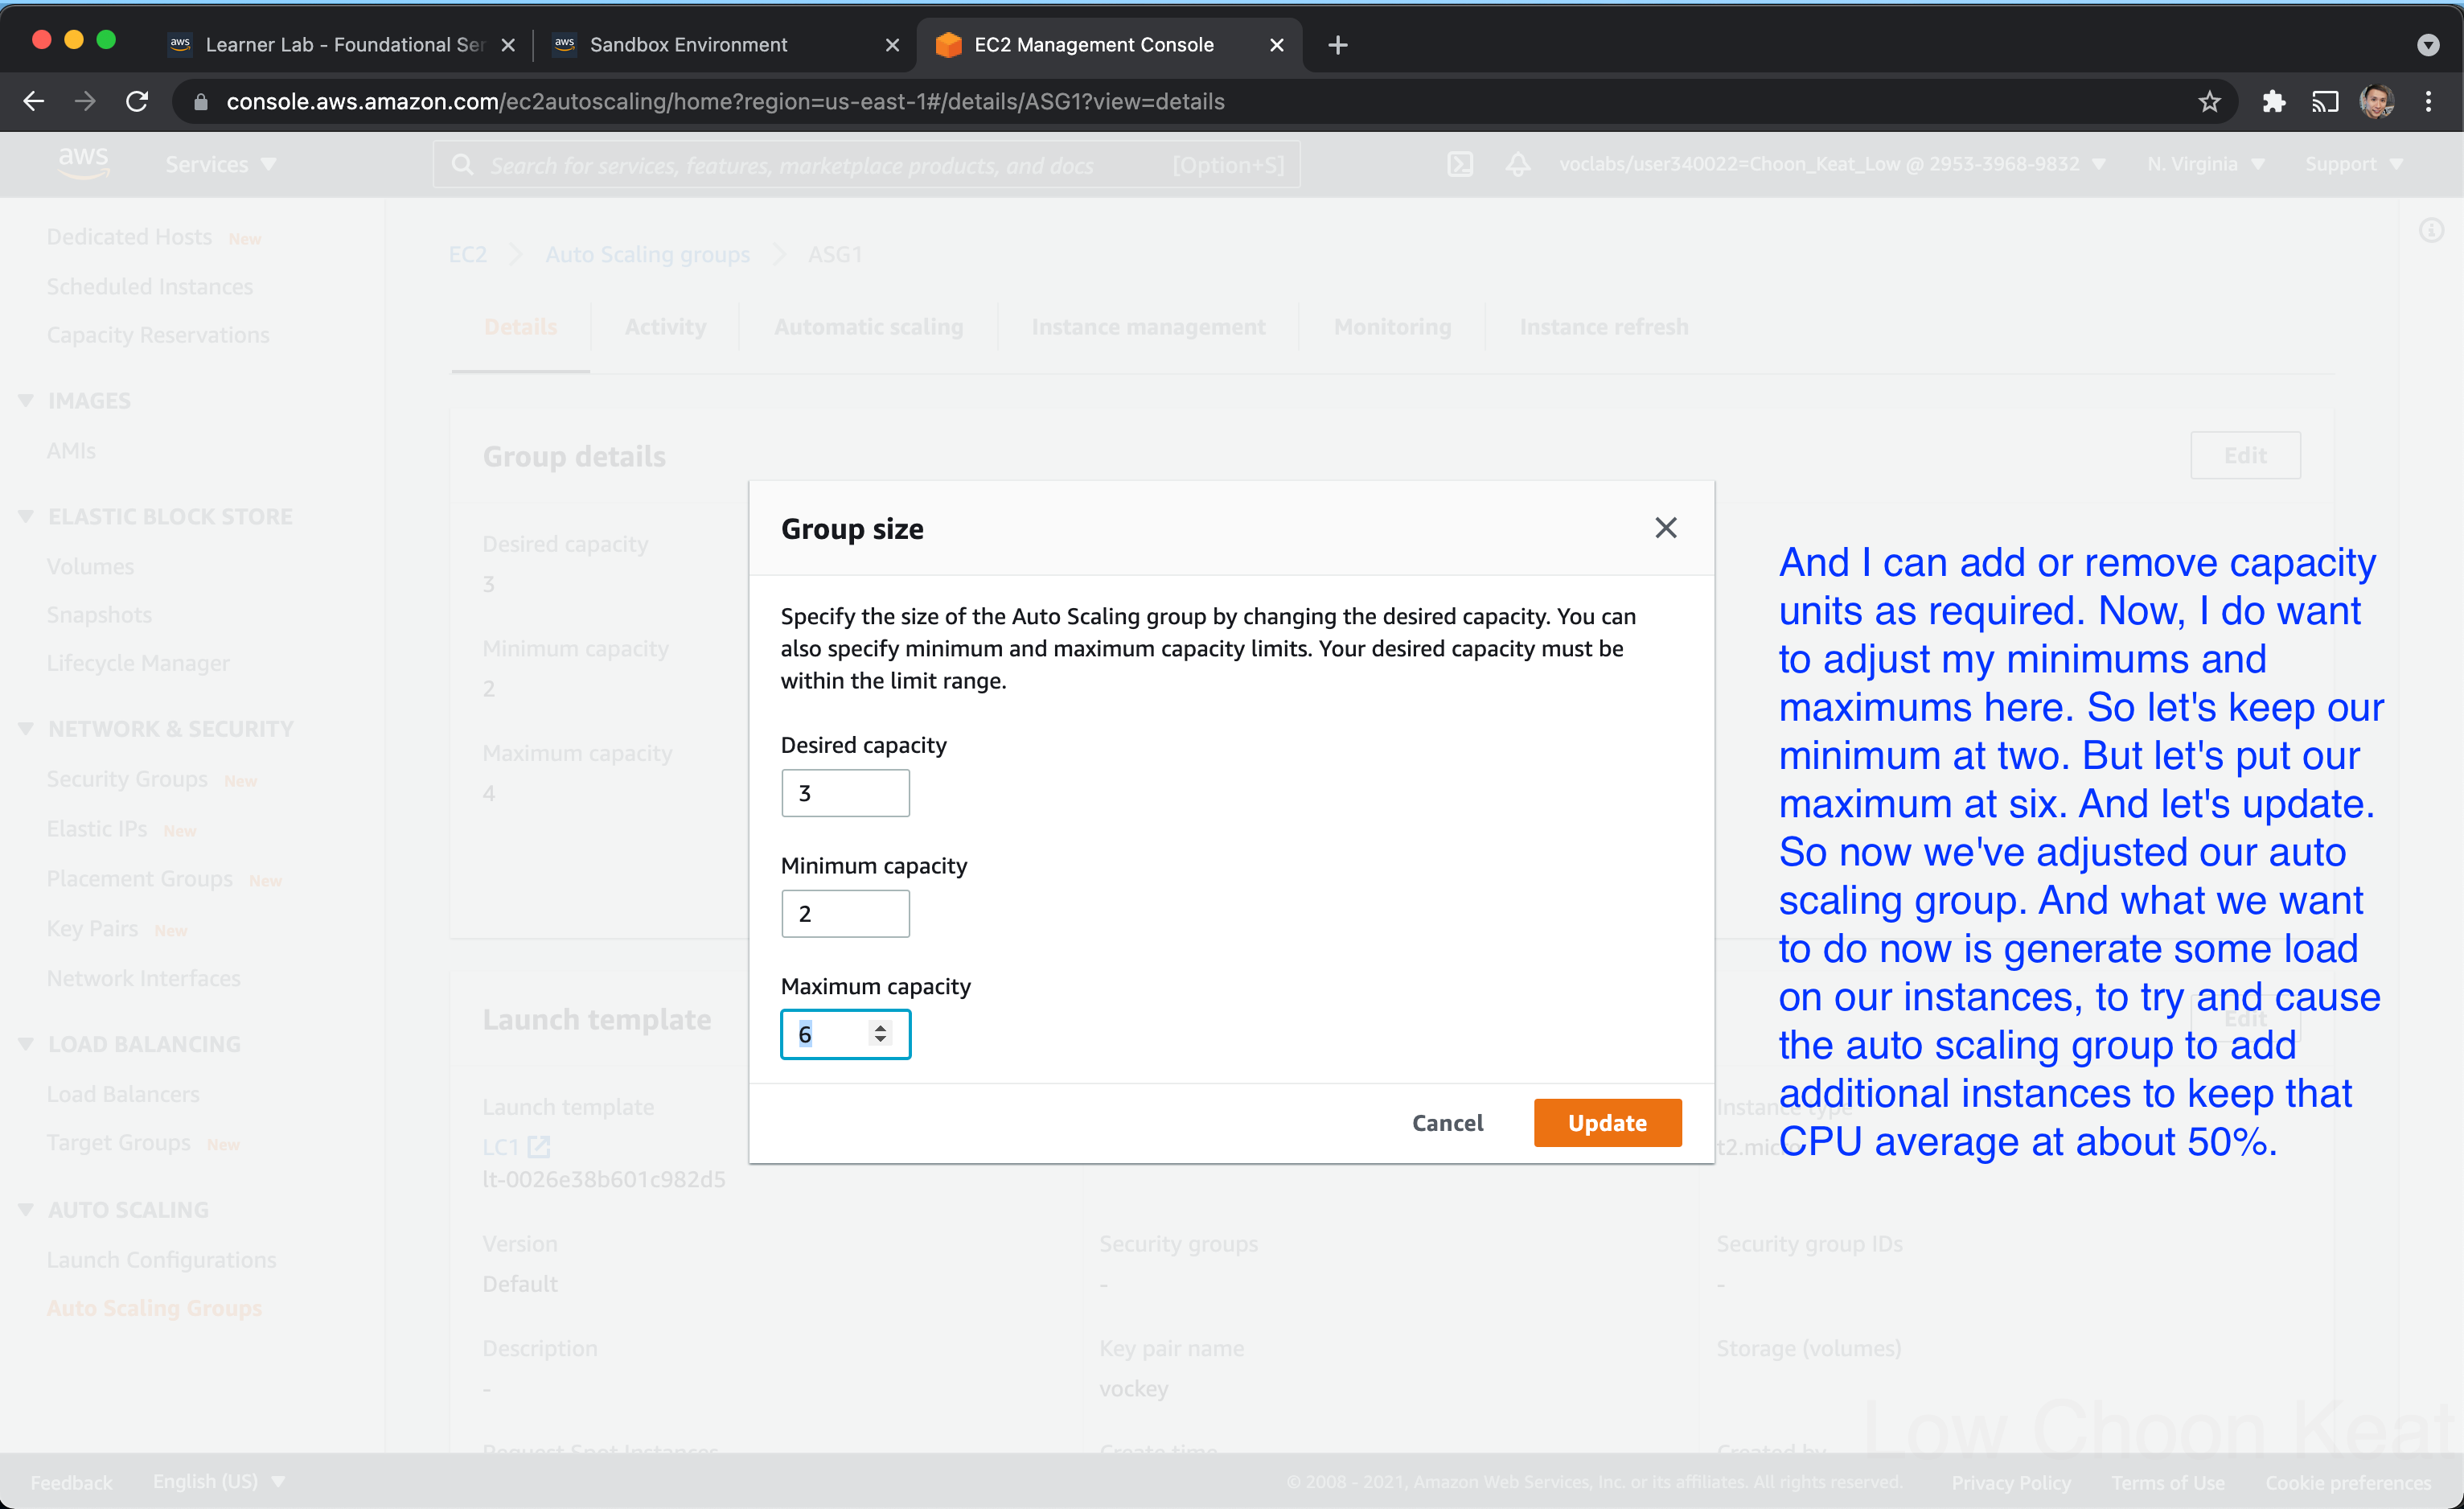 Learner Lab - Foundational Ser
Sandbox Environment
EC2 Management Console
console.aws.amazon.com/ec2autoscaling/home?region=us-east-1#/details/ASG1?view=details
aws
Services
Search for services, features, marketplace products, and docs
[Option+S]
voclabs/user340022=Choon_Keat_Low @ 2953-3968-9832
N. Virginia
Support
Dedicated Hosts New
Scheduled Instances
Capacity Reservations
IMAGES
AMIs
ELASTIC BLOCK STORE
Volumes
Snapshots
Lifecycle Manager
NETWORK & SECURITY
Security Groups New
Elastic IPs New
Placement Groups New
Key Pairs New
Network Interfaces
LOAD BALANCING
Load Balancers
Target Groups New
AUTO SCALING
Launch Configurations
Auto Scaling Groups
EC2
Auto Scaling groups
ASG1
Details
Activity
Automatic scaling
Instance management
Monitoring
Instance refresh
Group details
Edit
Desired capacity
3
Minimum capacity
2
Maximum capacity
4
Group size
Specify the size of the Auto Scaling group by changing the desired capacity. You can
also specify minimum and maximum capacity limits. Your desired capacity must be
within the limit range.
Desired capacity
3
Minimum capacity
2
Maximum capacity
6
Cancel
Update
And I can add or remove capacity
units as required. Now, I do want
to adjust my minimums and
maximums here. So let's keep our
minimum at two. But let's put our
maximum at six. And let's update.
So now we've adjusted our auto
scaling group. And what we want
to do now is generate some load
on our instances, to try and cause
the auto scaling group to add
additional instances to keep that
CPU average at about 50%.
Launch template
Edit
Launch template
LC1
lt-0026e38b601c982d5
Instance type
t2.micro
Version
Default
Security groups
-
Security group IDs
-
Description
-
Key pair name
vockey
Storage (volumes)
Request Spot Instances
Create time
Created by
Low Choon Keat
Feedback
English (US)
© 2008 - 2021, Amazon Web Services, Inc. or its affiliates. All rights reserved.
Privacy Policy
Terms of Use
Cookie preferences